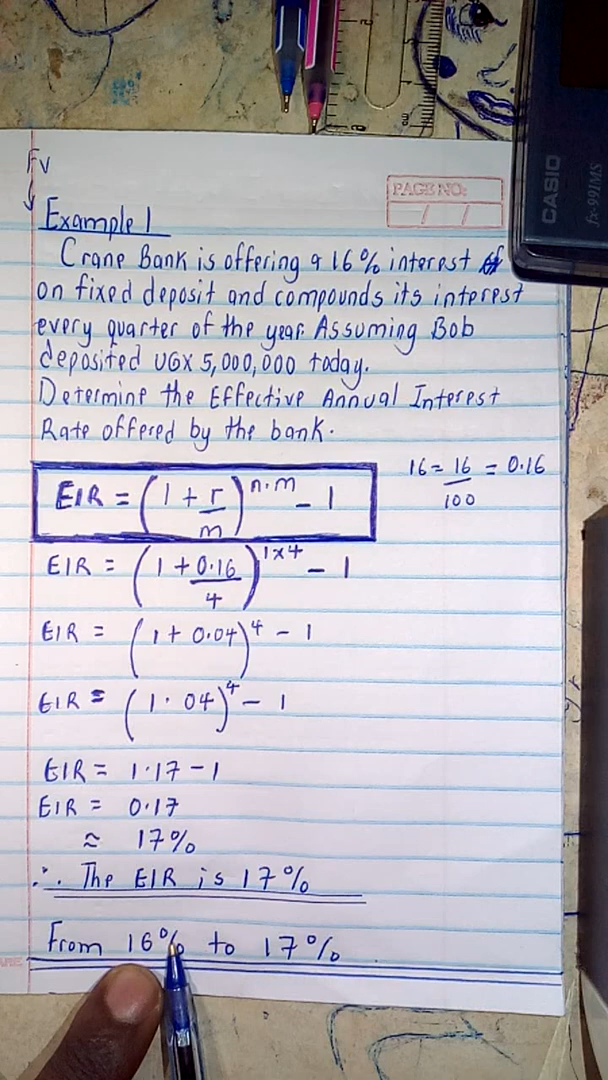 Fv
PAGE NO:
/ /
CASIO
fx-991MS
Example 1
Crane Bank is offering a 16% interest
on fixed deposit and compounds its interest
every quarter of the year. Assuming Bob
deposited UGX 5,000,000 today.
Determine the Effective Annual Interest
Rate offered by the bank.
16 = 16/100 = 0.16
EIR = (1 + r/m)^n.m - 1
EIR = (1 + 0.16/4)^1x4 - 1
EIR = (1 + 0.04)^4 - 1
EIR = (1.04)^4 - 1
EIR = 1.17 - 1
EIR = 0.17
≈ 17%
∴ The EIR is 17%
From 16% to 17%